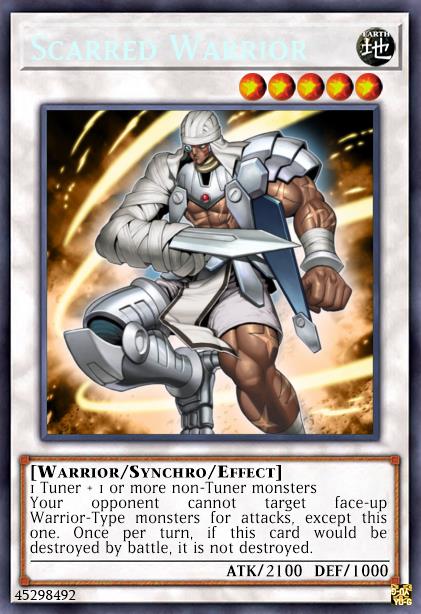 Scarred Warrior
EARTH
地
[Warrior/Synchro/Effect]
1 Tuner + 1 or more non-Tuner monsters
Your opponent cannot target face-up
Warrior-Type monsters for attacks, except this
one. Once per turn, if this card would be
destroyed by battle, it is not destroyed.
ATK/2100 DEF/1000
45298492